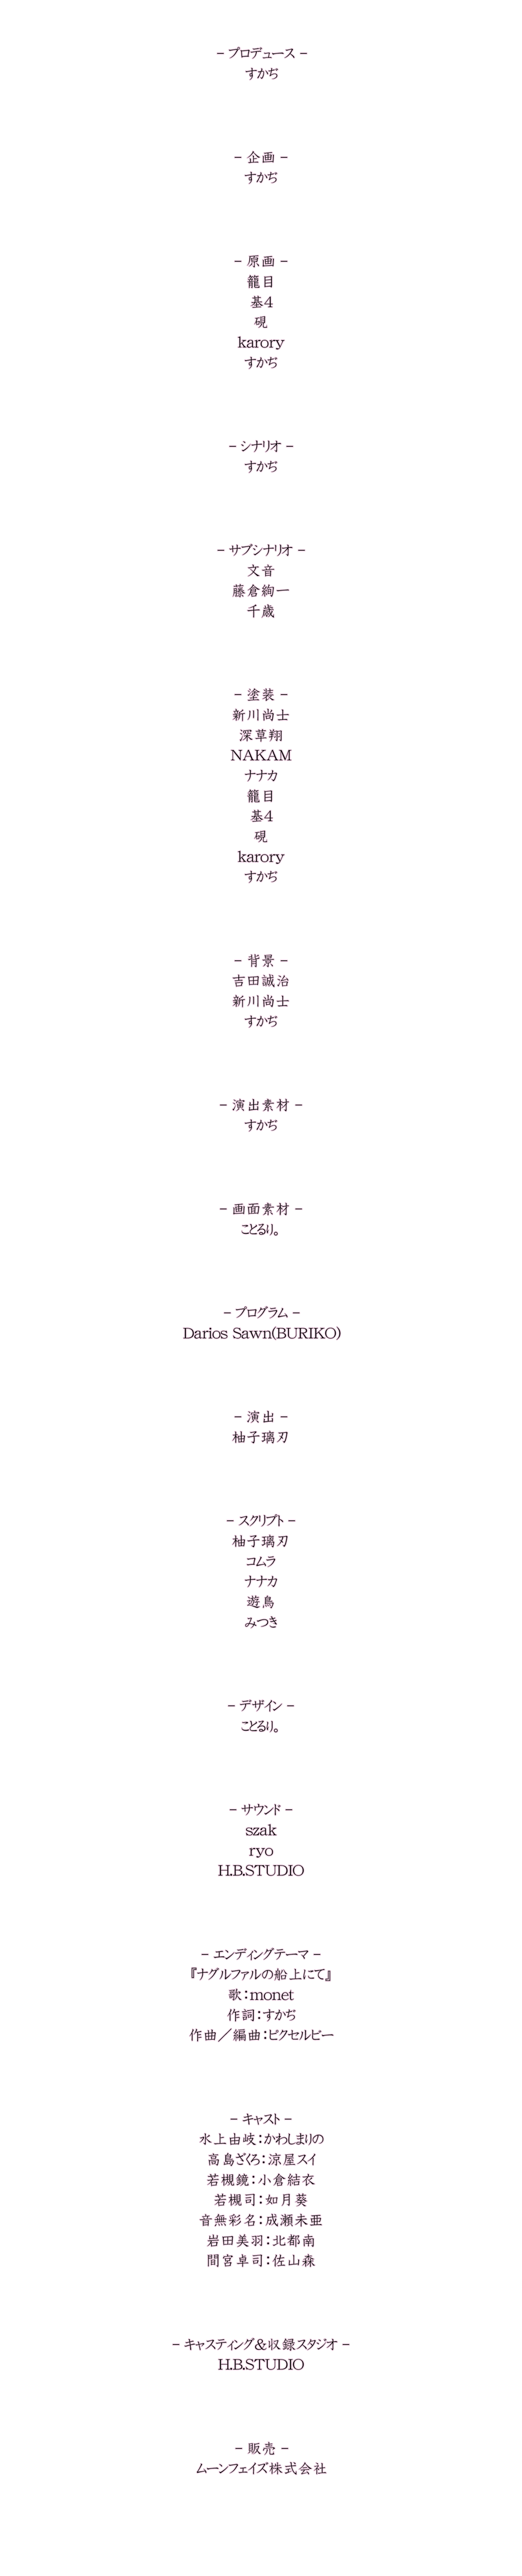 − プロデュース −
すかぢ
− 企画 −
すかぢ
− 原画 −
籠目
基4
硯
karory
すかぢ
− シナリオ −
すかぢ
− サブシナリオ −
文音
藤倉絢一
千歳
− 塗装 −
新川尚士
深草翔
NAKAM
ナナカ
籠目
基4
硯
karory
すかぢ
− 背景 −
吉田誠治
新川尚士
すかぢ
− 演出素材 −
すかぢ
− 画面素材 −
ことるり。
− プログラム −
Darios Sawn(BURIKO)
− 演出 −
柚子璃刃
− スクリプト −
柚子璃刃
コムラ
ナナカ
遊鳥
みつき
− デザイン −
ことるり。
− サウンド −
szak
ryo
H.B.STUDIO
− エンディングテーマ −
『ナグルファルの船上にて』
歌：monet
作詞：すかぢ
作曲／編曲：ピクセルビー
− キャスト −
水上由岐：かわしまりの
高島ざくろ：涼屋スイ
若槻鏡：小倉結衣
若槻司：如月葵
音無彩名：成瀬未亜
岩田美羽：北都南
間宮卓司：佐山森
− キャスティング＆収録スタジオ −
H.B.STUDIO
− 販売 −
ムーンフェイズ株式会社